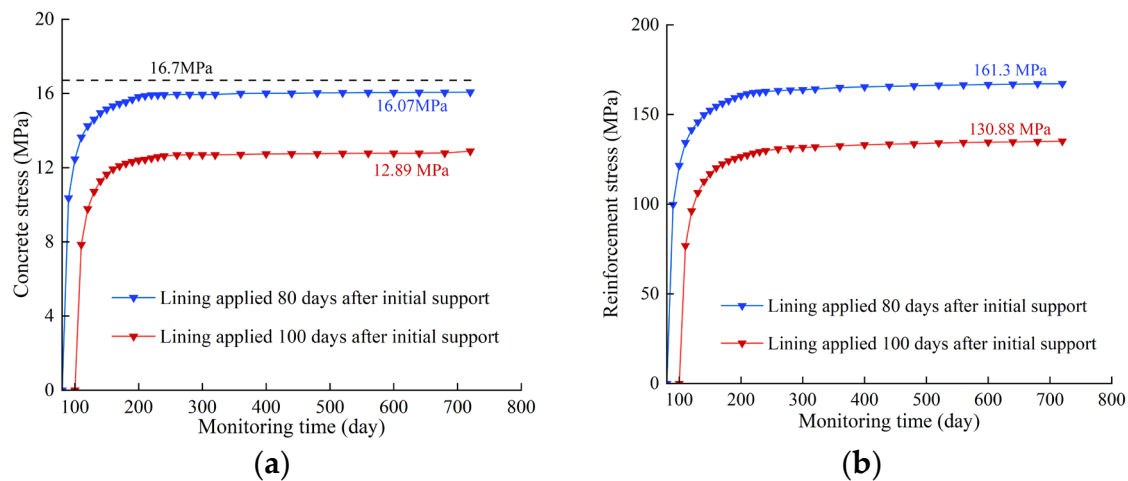 20
16
12
8
4
0
Concrete stress (MPa)
16.7MPa
16.07MPa
12.89 MPa
Lining applied 80 days after initial support
Lining applied 100 days after initial support
100 200 300 400 500 600 700 800
Monitoring time (day)
(a)
200
150
100
50
0
Reinforcement stress (MPa)
161.3 MPa
130.88 MPa
Lining applied 80 days after initial support
Lining applied 100 days after initial support
100 200 300 400 500 600 700 800
Monitoring time (day)
(b)